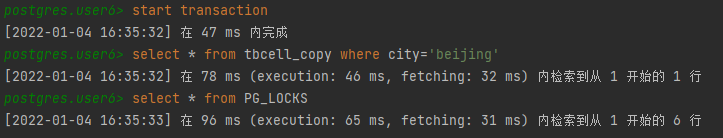 postgres.user6> start transaction
[2022-01-04 16:35:32] 在 47 ms 内完成
postgres.user6> select * from tbcell_copy where city='beijing'
[2022-01-04 16:35:32] 在 78 ms (execution: 46 ms, fetching: 32 ms) 内检索到从 1 开始的 1 行
postgres.user6> select * from PG_LOCKS
[2022-01-04 16:35:33] 在 96 ms (execution: 65 ms, fetching: 31 ms) 内检索到从 1 开始的 6 行